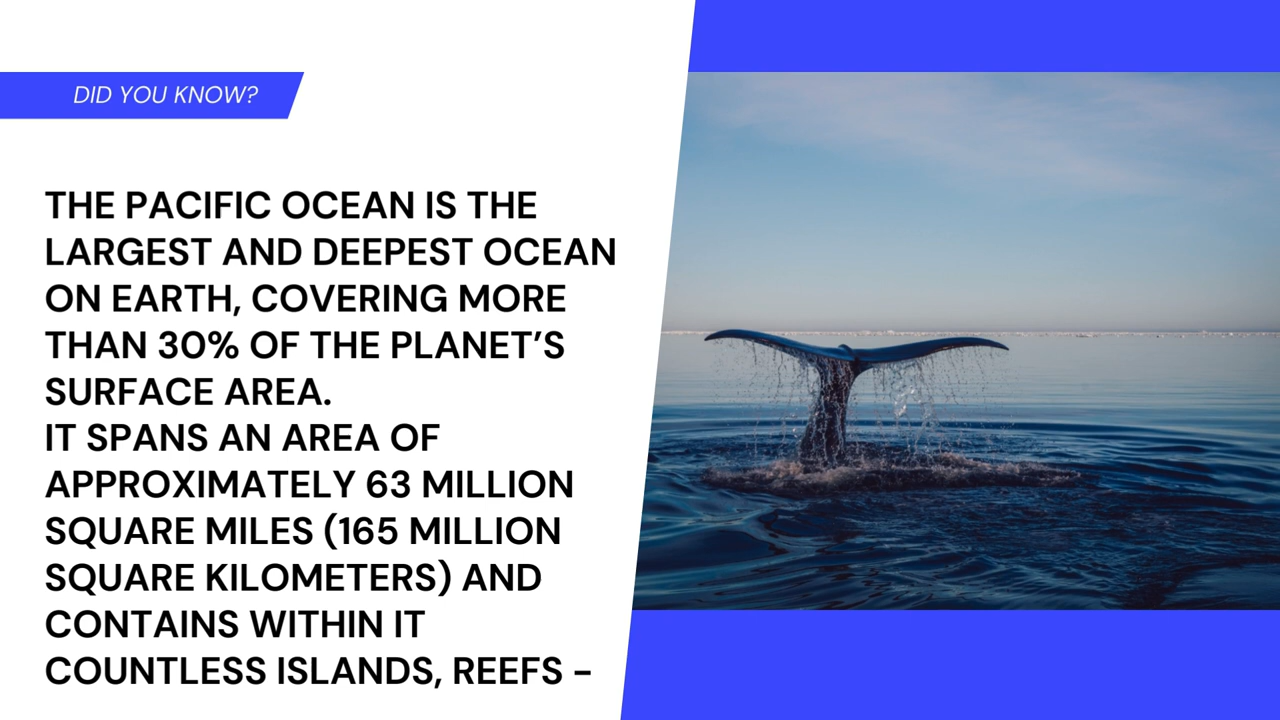 DID YOU KNOW?
THE PACIFIC OCEAN IS THE
LARGEST AND DEEPEST OCEAN
ON EARTH, COVERING MORE
THAN 30% OF THE PLANET’S
SURFACE AREA.
IT SPANS AN AREA OF
APPROXIMATELY 63 MILLION
SQUARE MILES (165 MILLION
SQUARE KILOMETERS) AND
CONTAINS WITHIN IT
COUNTLESS ISLANDS, REEFS –